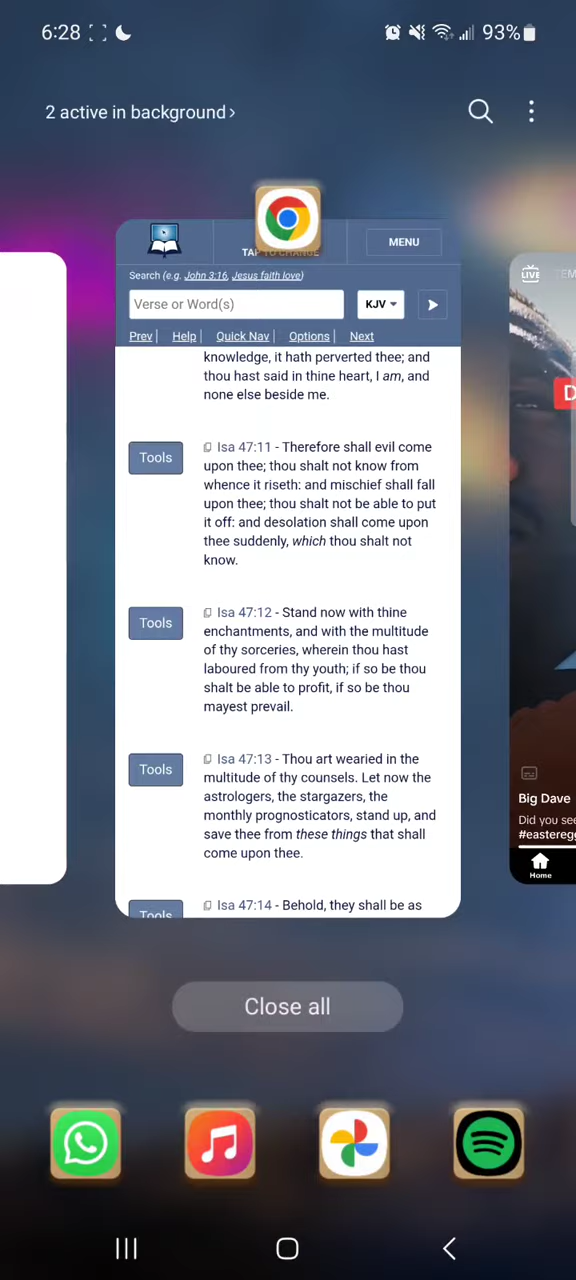 6:28
93%
2 active in background >
TAP TO CHANGE
MENU
Search (e.g. John 3:16, Jesus faith love)
Verse or Word(s)
KJV
Prev | Help | Quick Nav | Options | Next
knowledge, it hath perverted thee; and
thou hast said in thine heart, I am, and
none else beside me.
Tools
Isa 47:11 - Therefore shall evil come
upon thee; thou shalt not know from
whence it riseth: and mischief shall fall
upon thee; thou shalt not be able to put
it off: and desolation shall come upon
thee suddenly, which thou shalt not
know.
Tools
Isa 47:12 - Stand now with thine
enchantments, and with the multitude
of thy sorceries, wherein thou hast
laboured from thy youth; if so be thou
shalt be able to profit, if so be thou
mayest prevail.
Tools
Isa 47:13 - Thou art wearied in the
multitude of thy counsels. Let now the
astrologers, the stargazers, the
monthly prognosticators, stand up, and
save thee from these things that shall
come upon thee.
Tools
Isa 47:14 - Behold, they shall be as
LIVE
D
Big Dave
Did you see
#easteregg
Home
Close all